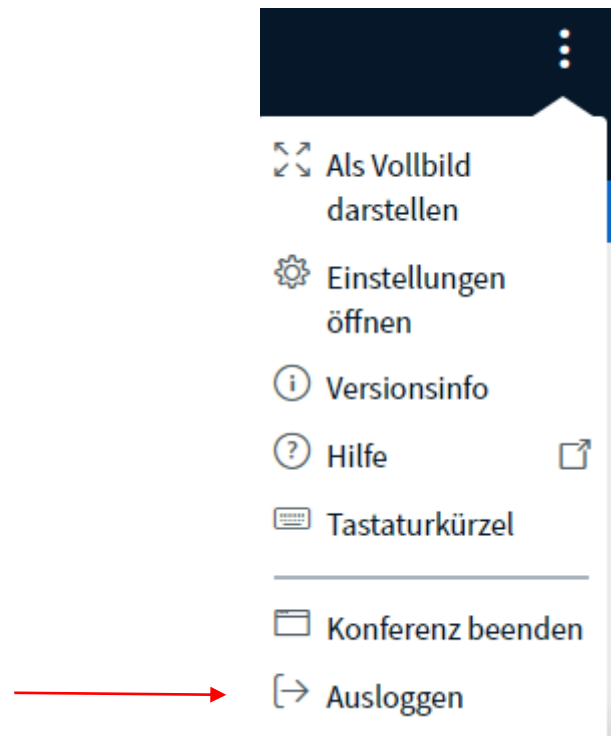 Als Vollbild
darstellen
Einstellungen
öffnen
Versionsinfo
Hilfe
Tastaturkürzel
Konferenz beenden
Ausloggen